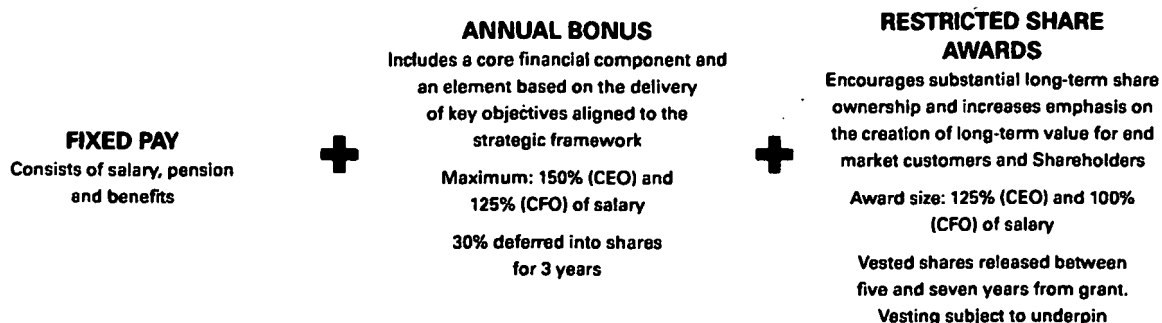 FIXED PAY
Consists of salary, pension
and benefits
ANNUAL BONUS
Includes a core financial component and
an element based on the delivery
of key objectives aligned to the
strategic framework
Maximum: 150% (CEO) and
125% (CFO) of salary
30% deferred into shares
for 3 years
RESTRICTED SHARE
AWARDS
Encourages substantial long-term share
ownership and increases emphasis on
the creation of long-term value for end
market customers and Shareholders
Award size: 125% (CEO) and 100%
(CFO) of salary
Vested shares released between
five and seven years from grant.
Vesting subject to underpin